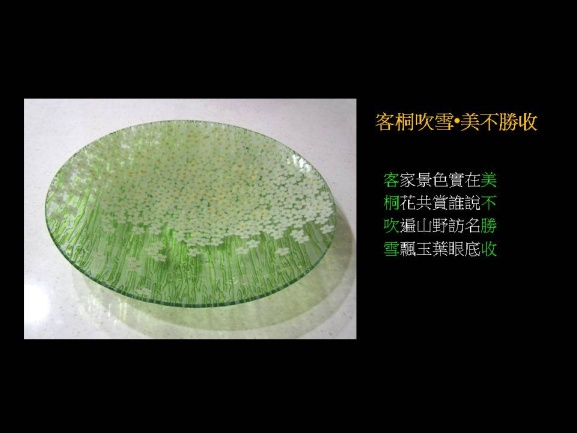 客桐吹雪•美不勝收
客家景色實在美
桐花共賞誰說不
吹遍山野訪名勝
雪飄玉葉眼底收